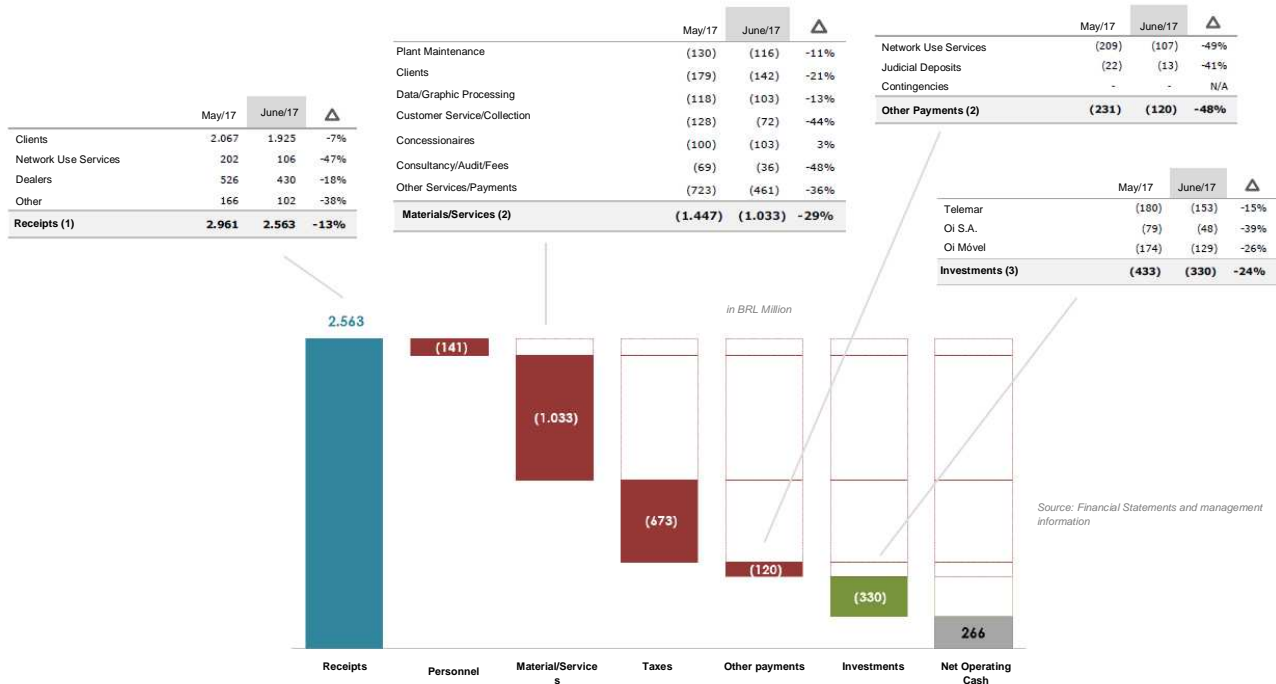 May/17 June/17 Δ
Clients 2.067 1.925 -7%
Network Use Services 202 106 -47%
Dealers 526 430 -18%
Other 166 102 -38%
Receipts (1) 2.961 2.563 -13%
May/17 June/17 Δ
Plant Maintenance (130) (116) -11%
Clients (179) (142) -21%
Data/Graphic Processing (118) (103) -13%
Customer Service/Collection (128) (72) -44%
Concessionaires (100) (103) 3%
Consultancy/Audit/Fees (69) (36) -48%
Other Services/Payments (723) (461) -36%
Materials/Services (2) (1.447) (1.033) -29%
May/17 June/17 Δ
Network Use Services (209) (107) -49%
Judicial Deposits (22) (13) -41%
Contingencies - - N/A
Other Payments (2) (231) (120) -48%
May/17 June/17 Δ
Telemar (180) (153) -15%
Oi S.A. (79) (48) -39%
Oi Móvel (174) (129) -26%
Investments (3) (433) (330) -24%
in BRL Million
2.563
(141)
(1.033)
(673)
(120)
(330)
266
Source: Financial Statements and management
information
Receipts
Personnel
Material/Service
s
Taxes
Other payments
Investments
Net Operating
Cash